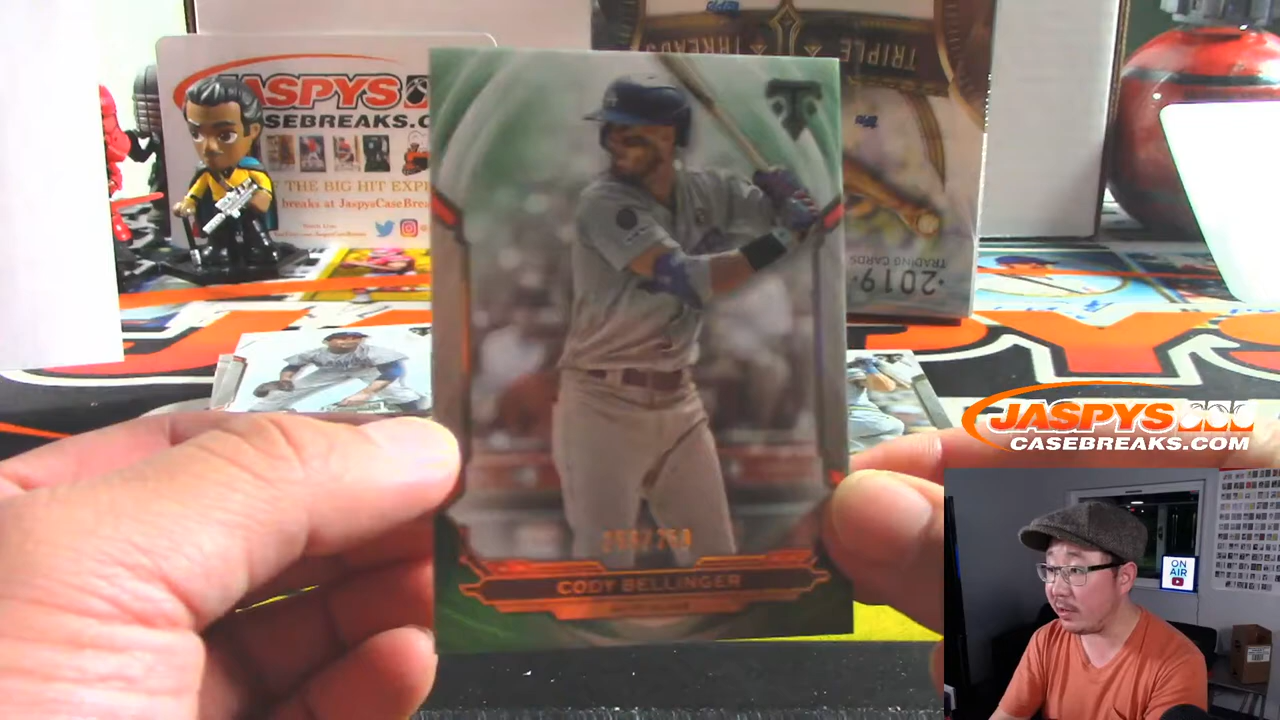 JASPYS
CASEBREAKS.C
THE BIG HIT EXP
breaks at JaspysCaseBrea
TRIPLE THREADS
2019
TRADING CARDS
CODY BELLINGER
JASPYS
CASEBREAKS.COM
ON
AIR